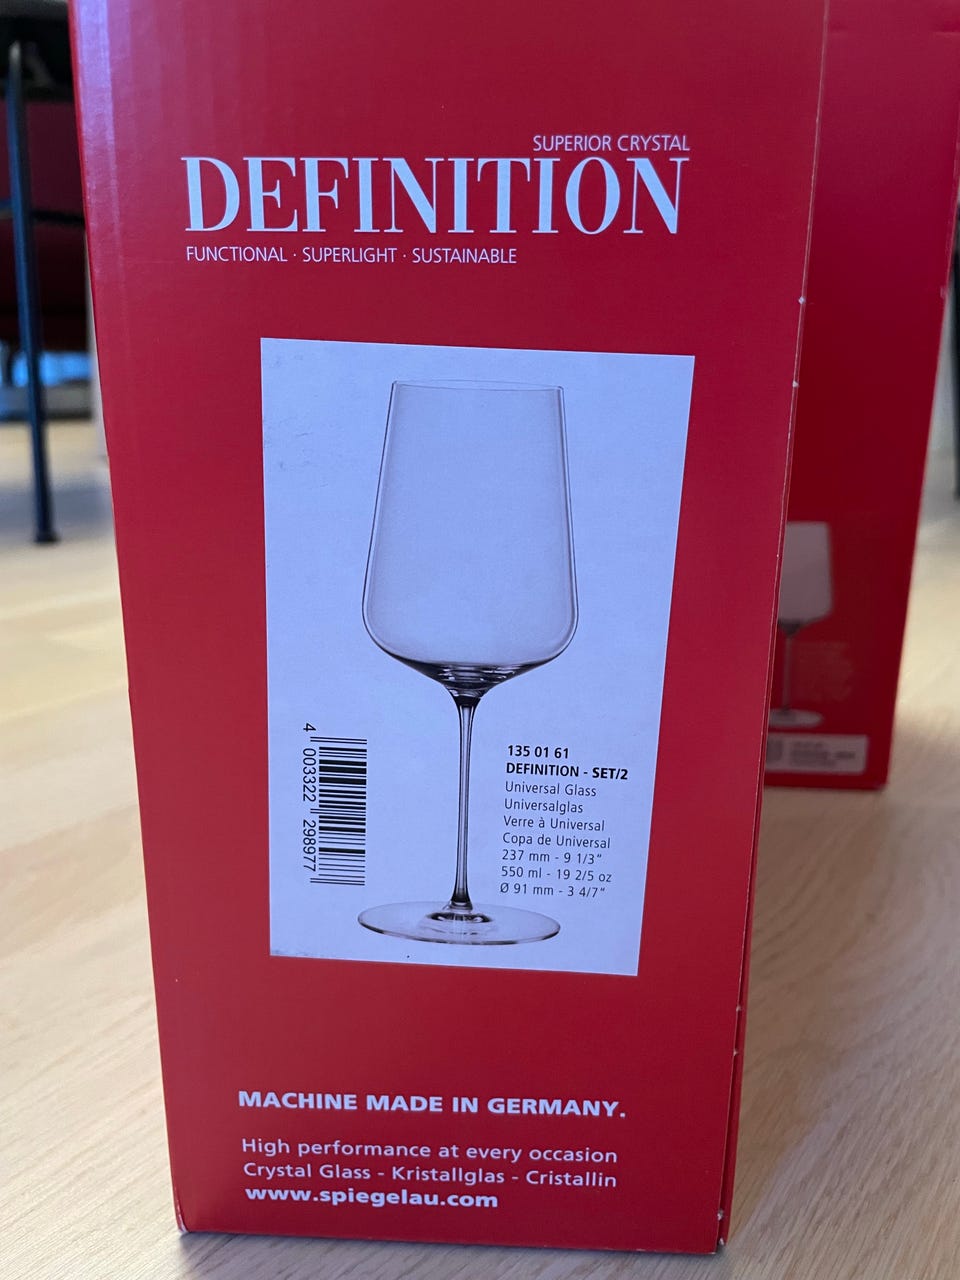 SUPERIOR CRYSTAL
DEFINITION
FUNCTIONAL · SUPERLIGHT · SUSTAINABLE
4 003322 298977
135 01 61
DEFINITION - SET/2
Universal Glass
Universalglas
Verre à Universal
Copa de Universal
237 mm - 9 1/3"
550 ml - 19 2/5 oz
Ø 91 mm - 3 4/7"
MACHINE MADE IN GERMANY.
High performance at every occasion
Crystal Glass - Kristallglas - Cristallin
www.spiegelau.com